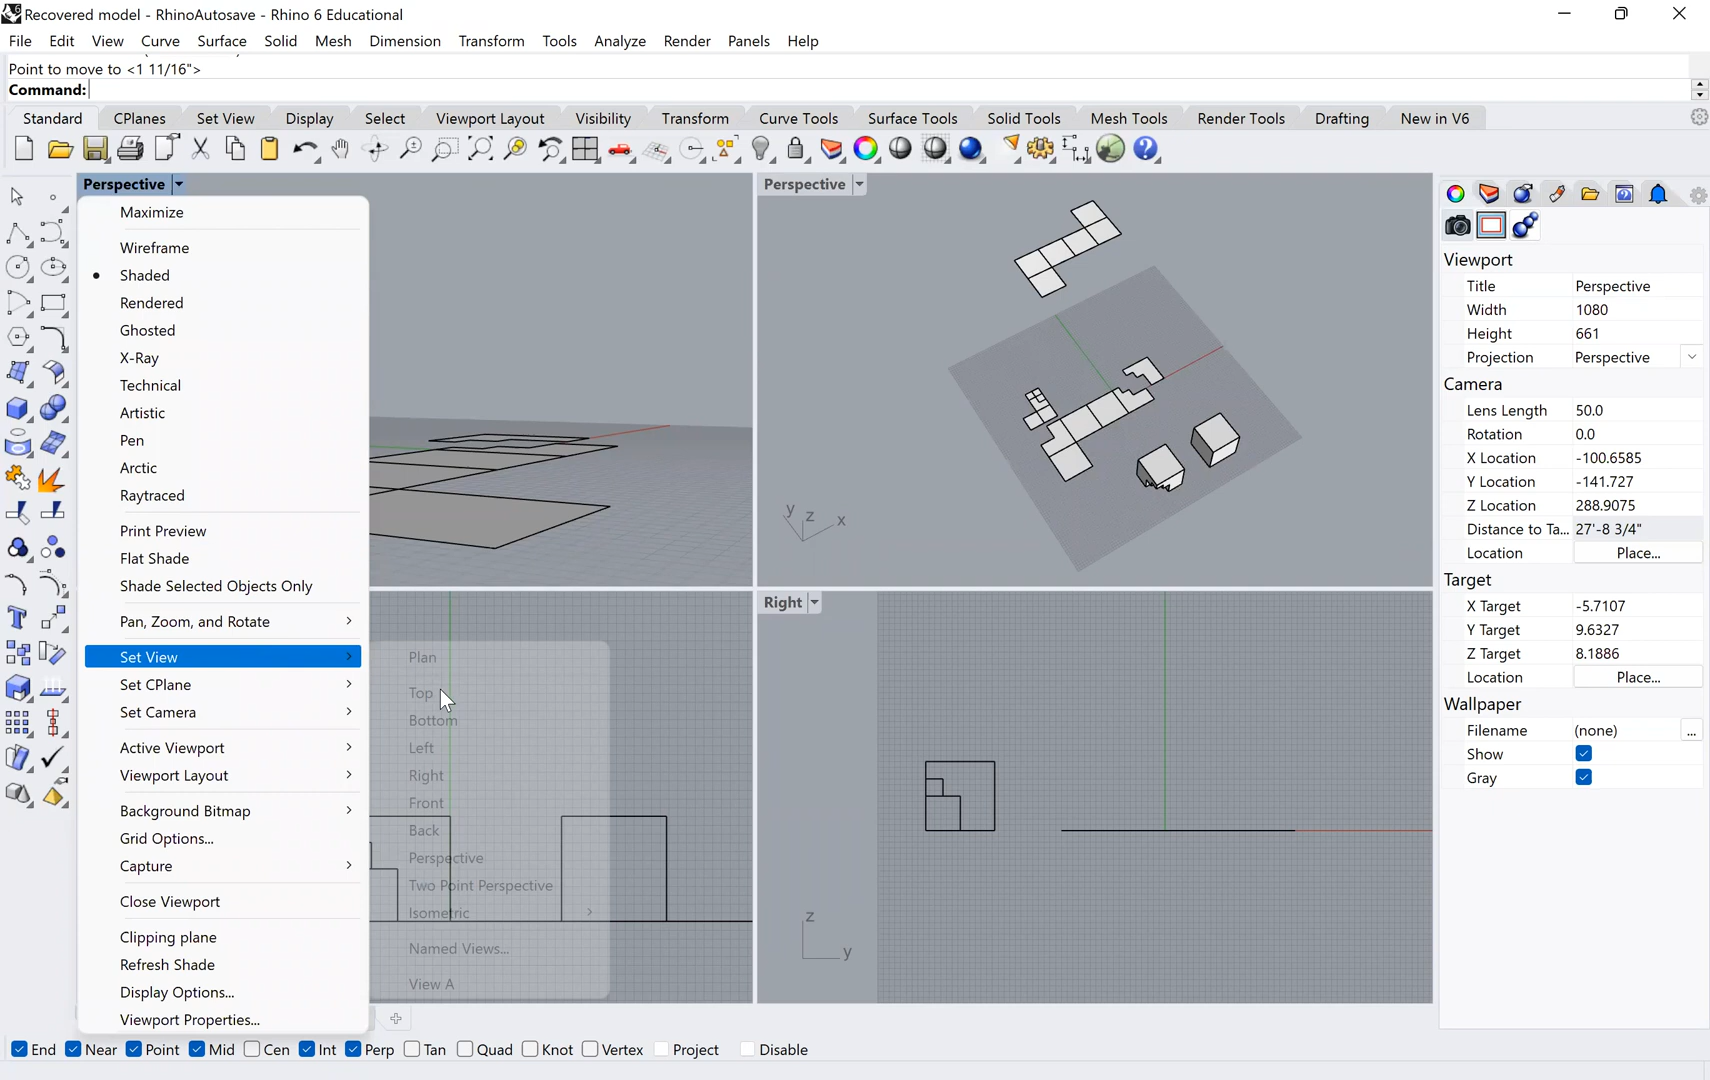 Recovered model - RhinoAutosave - Rhino 6 Educational
File Edit View Curve Surface Solid Mesh Dimension Transform Tools Analyze Render Panels Help
Point to move to <1 11/16">
Command:
Standard CPlanes Set View Display Select Viewport Layout Visibility Transform Curve Tools Surface Tools Solid Tools Mesh Tools Render Tools Drafting New in V6
Perspective
Maximize
Wireframe
Shaded
Rendered
Ghosted
X-Ray
Technical
Artistic
Pen
Arctic
Raytraced
Print Preview
Flat Shade
Shade Selected Objects Only
Pan, Zoom, and Rotate
Set View
Set CPlane
Set Camera
Active Viewport
Viewport Layout
Background Bitmap
Grid Options...
Capture
Close Viewport
Clipping plane
Refresh Shade
Display Options...
Viewport Properties...
Plan
Top
Bottom
Left
Right
Front
Back
Perspective
Two Point Perspective
Isometric
Named Views...
View A
Perspective
y z x
Right
z
y
Viewport
Title Perspective
Width 1080
Height 661
Projection Perspective
Camera
Lens Length 50.0
Rotation 0.0
X Location -100.6585
Y Location -141.727
Z Location 288.9075
Distance to Ta... 27'-8 3/4"
Location Place...
Target
X Target -5.7107
Y Target 9.6327
Z Target 8.1886
Location Place...
Wallpaper
Filename (none) ...
Show
Gray
End Near Point Mid Cen Int Perp Tan Quad Knot Vertex Project Disable